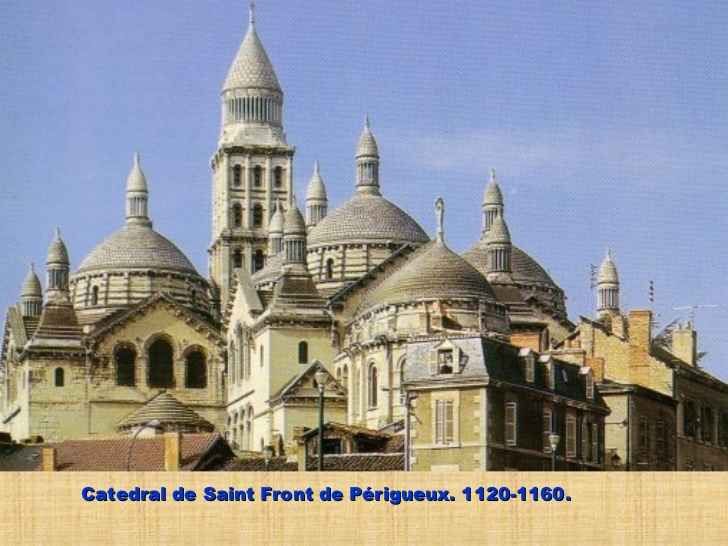 Catedral de Saint Front de Périgueux. 1120-1160.